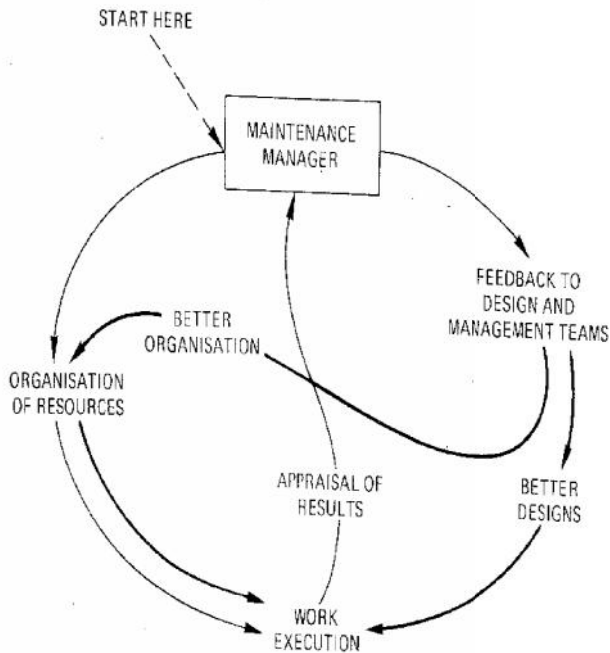 START HERE
MAINTENANCE
MANAGER
FEEDBACK TO
DESIGN AND
MANAGEMENT TEAMS
BETTER
ORGANISATION
ORGANISATION
OF RESOURCES
APPRAISAL OF
RESULTS
BETTER
DESIGNS
WORK
EXECUTION